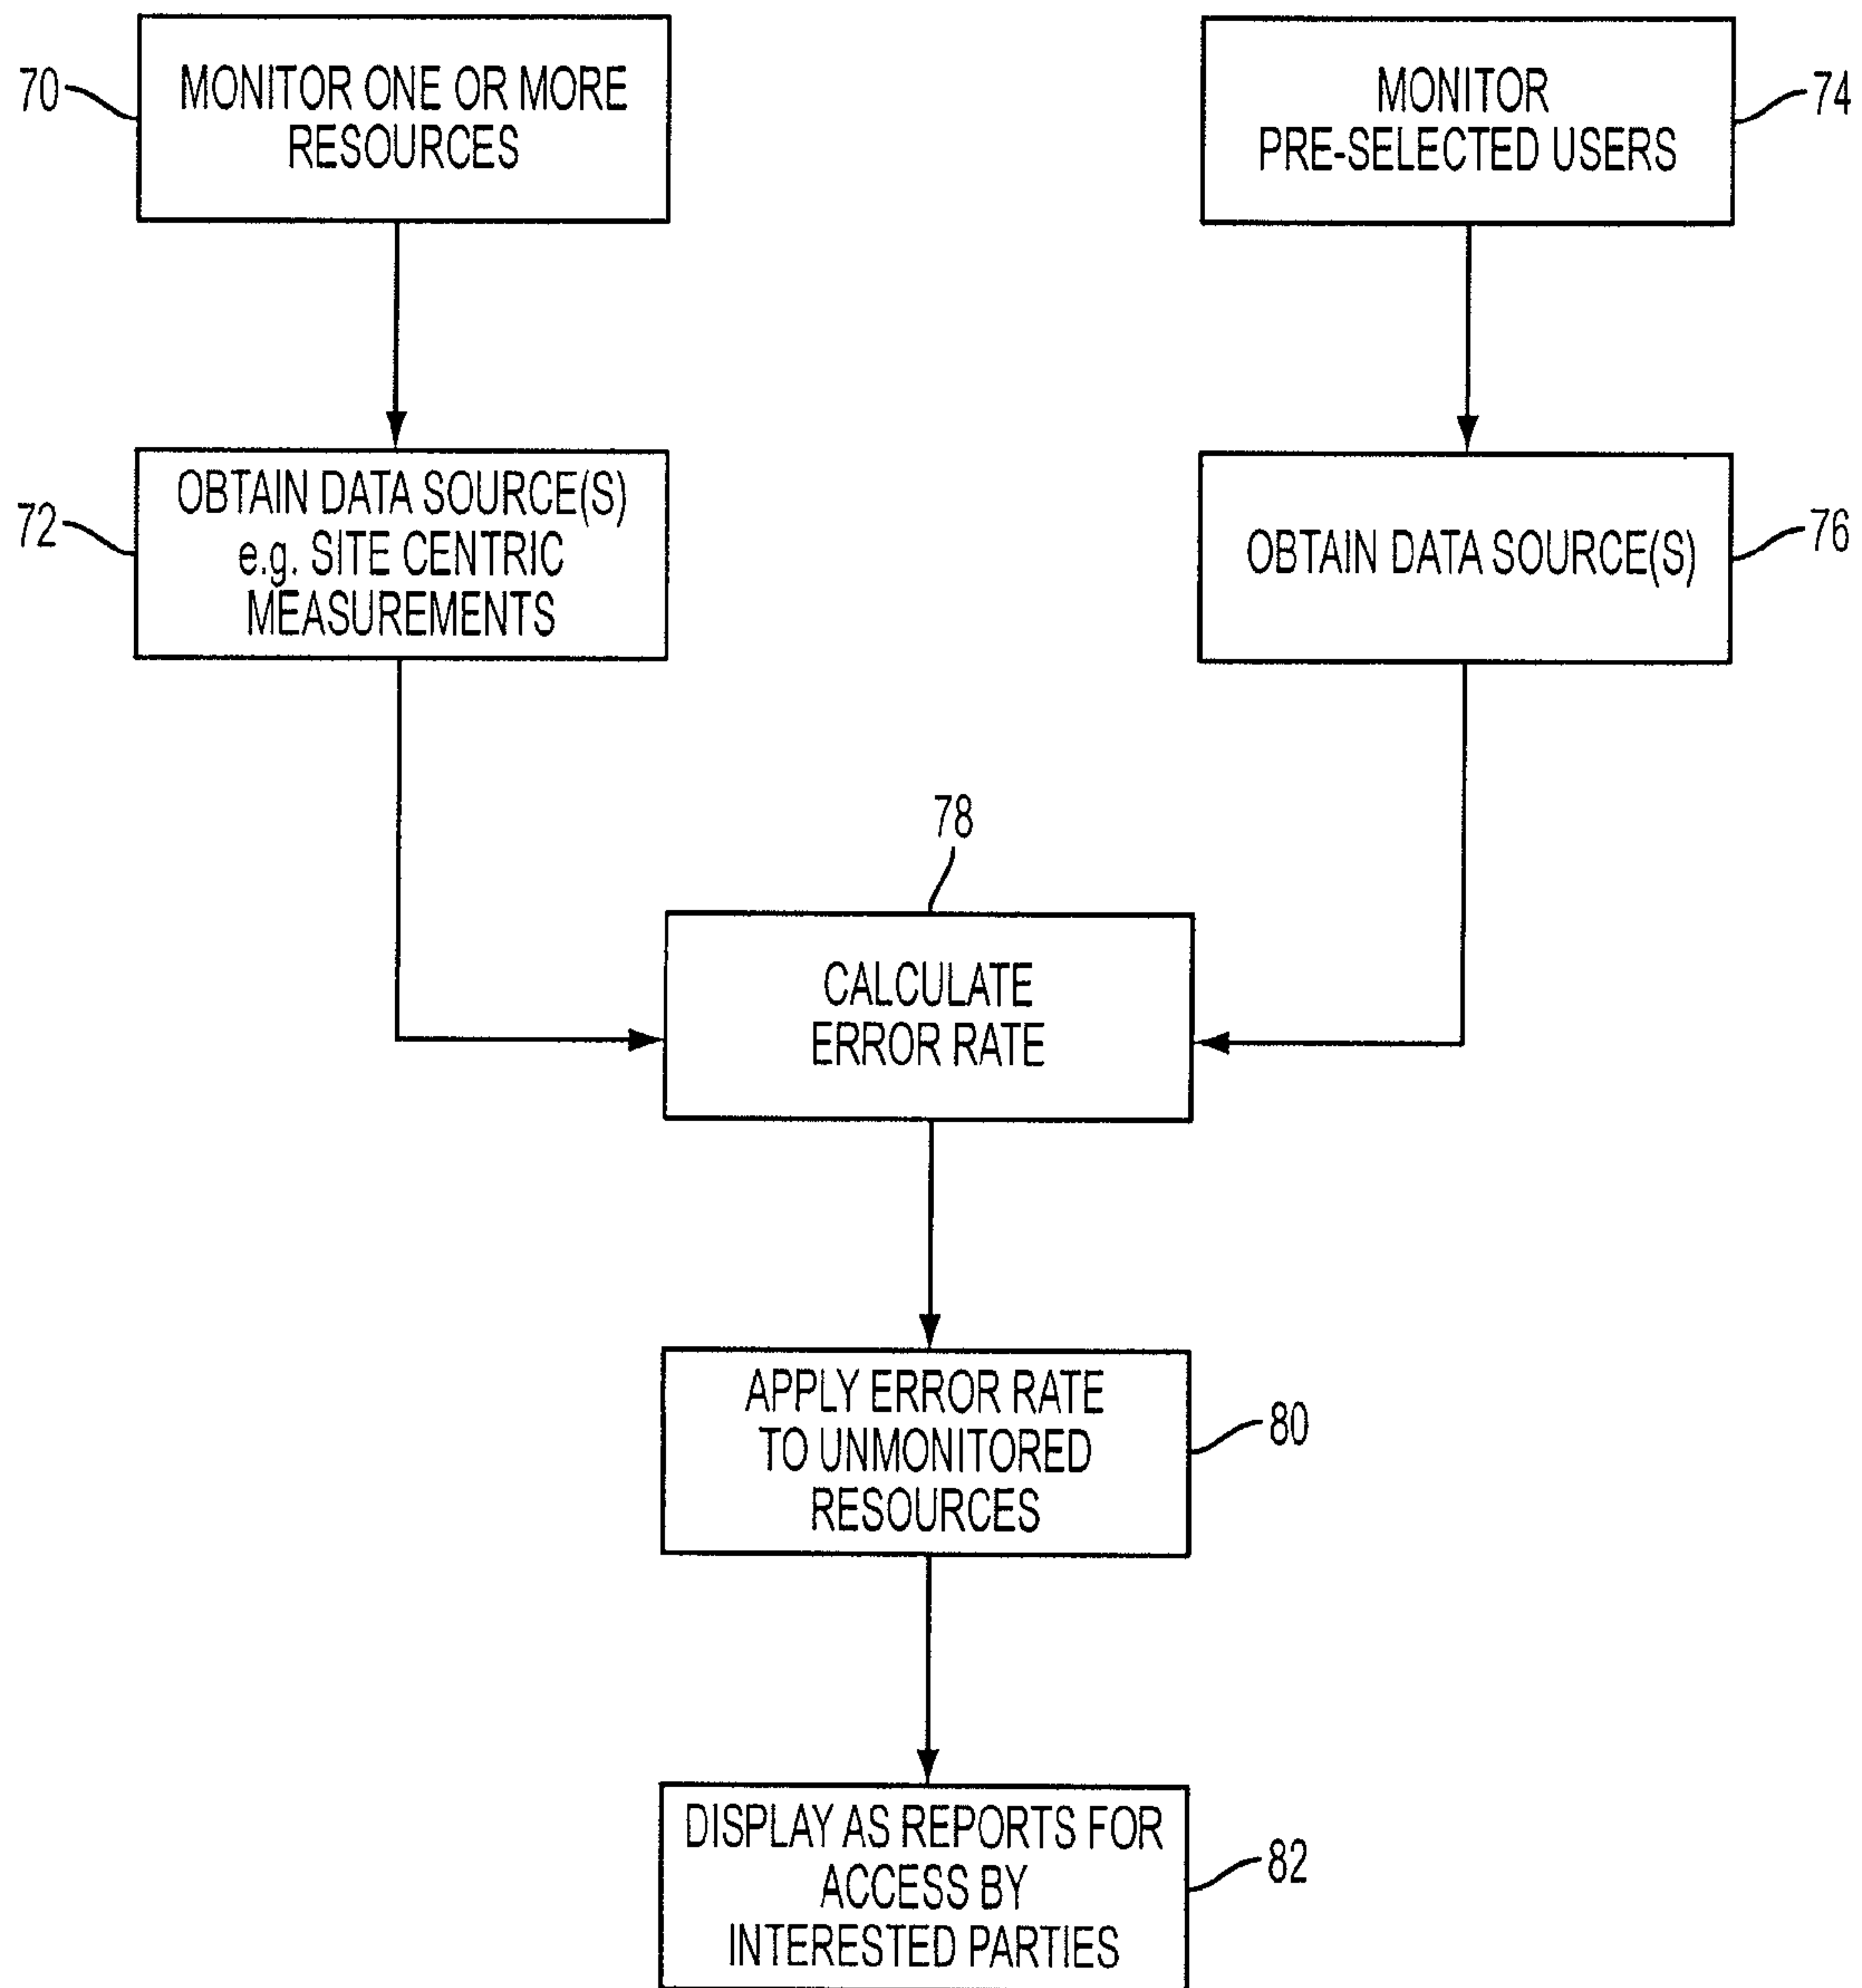 70
MONITOR ONE OR MORE
RESOURCES
MONITOR
PRE-SELECTED USERS
74
72
OBTAIN DATA SOURCE(S)
e.g. SITE CENTRIC
MEASUREMENTS
OBTAIN DATA SOURCE(S)
76
78
CALCULATE
ERROR RATE
APPLY ERROR RATE
TO UNMONITORED
RESOURCES
80
DISPLAY AS REPORTS FOR
ACCESS BY
INTERESTED PARTIES
82